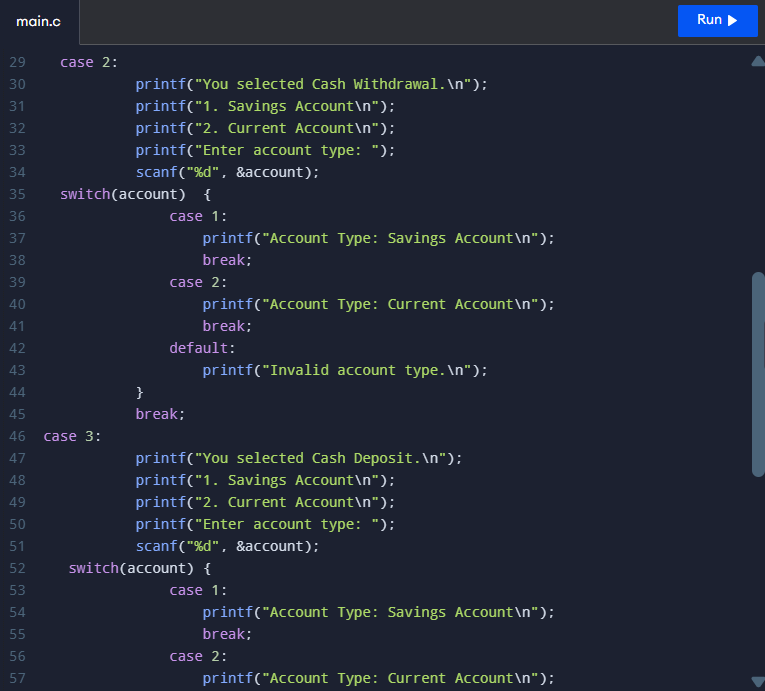 main.c
Run
29 case 2:
30 printf("You selected Cash Withdrawal.\n");
31 printf("1. Savings Account\n");
32 printf("2. Current Account\n");
33 printf("Enter account type: ");
34 scanf("%d", &account);
35 switch(account)  {
36 case 1:
37 printf("Account Type: Savings Account\n");
38 break;
39 case 2:
40 printf("Account Type: Current Account\n");
41 break;
42 default:
43 printf("Invalid account type.\n");
44 }
45 break;
46 case 3:
47 printf("You selected Cash Deposit.\n");
48 printf("1. Savings Account\n");
49 printf("2. Current Account\n");
50 printf("Enter account type: ");
51 scanf("%d", &account);
52 switch(account) {
53 case 1:
54 printf("Account Type: Savings Account\n");
55 break;
56 case 2:
57 printf("Account Type: Current Account\n");